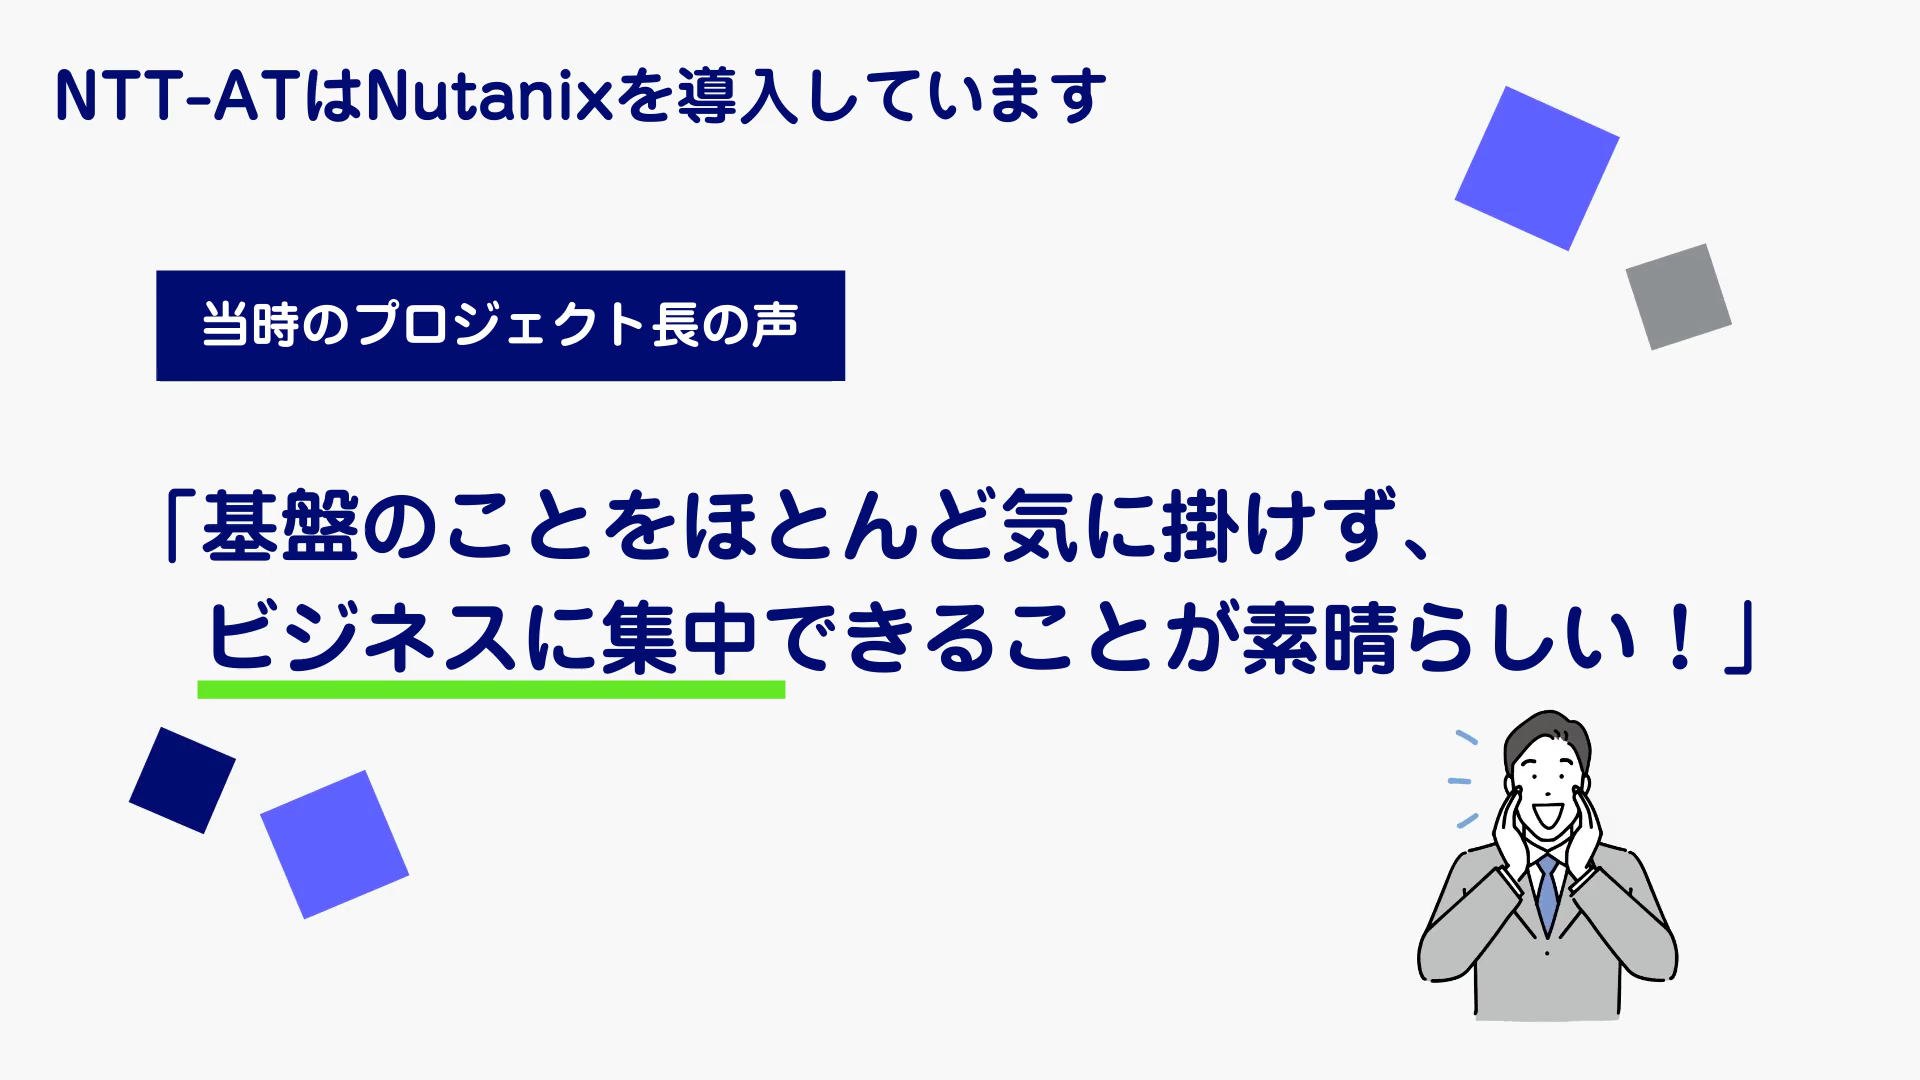 NTT-ATはNutanixを導入しています
当時のプロジェクト長の声
「基盤のことをほとんど気に掛けず、
ビジネスに集中できることが素晴らしい！」